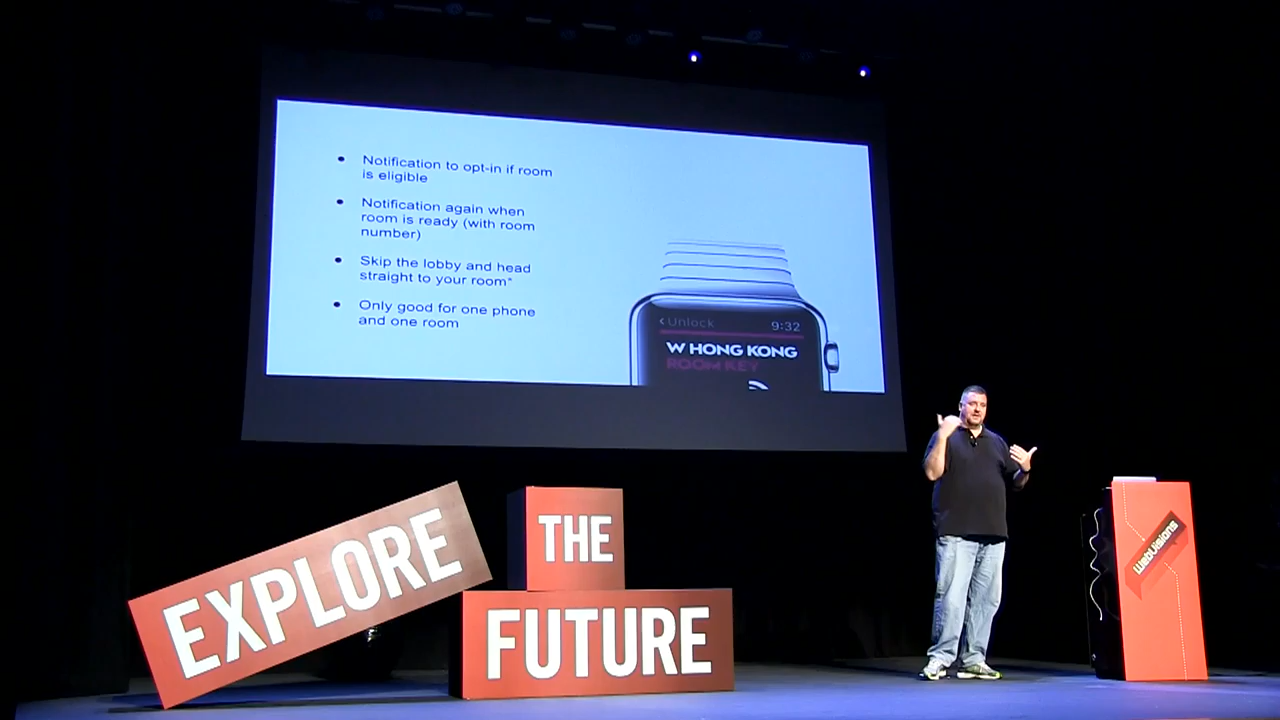 • Notification to opt-in if room
is eligible
• Notification again when
room is ready (with room
number)
• Skip the lobby and head
straight to your room*
• Only good for one phone
and one room
< Unlock 9:32
W HONG KONG
ROOM KEY
EXPLORE
THE
FUTURE
WebVisions